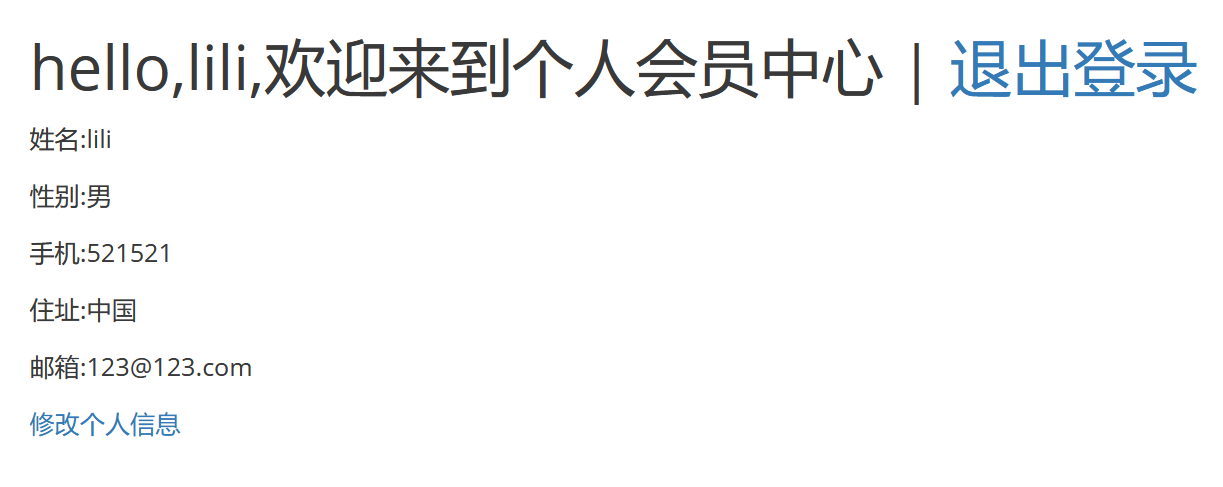 hello,lili,欢迎来到个人会员中心 | 退出登录
姓名:lili
性别:男
手机:521521
住址:中国
邮箱:123@123.com
修改个人信息